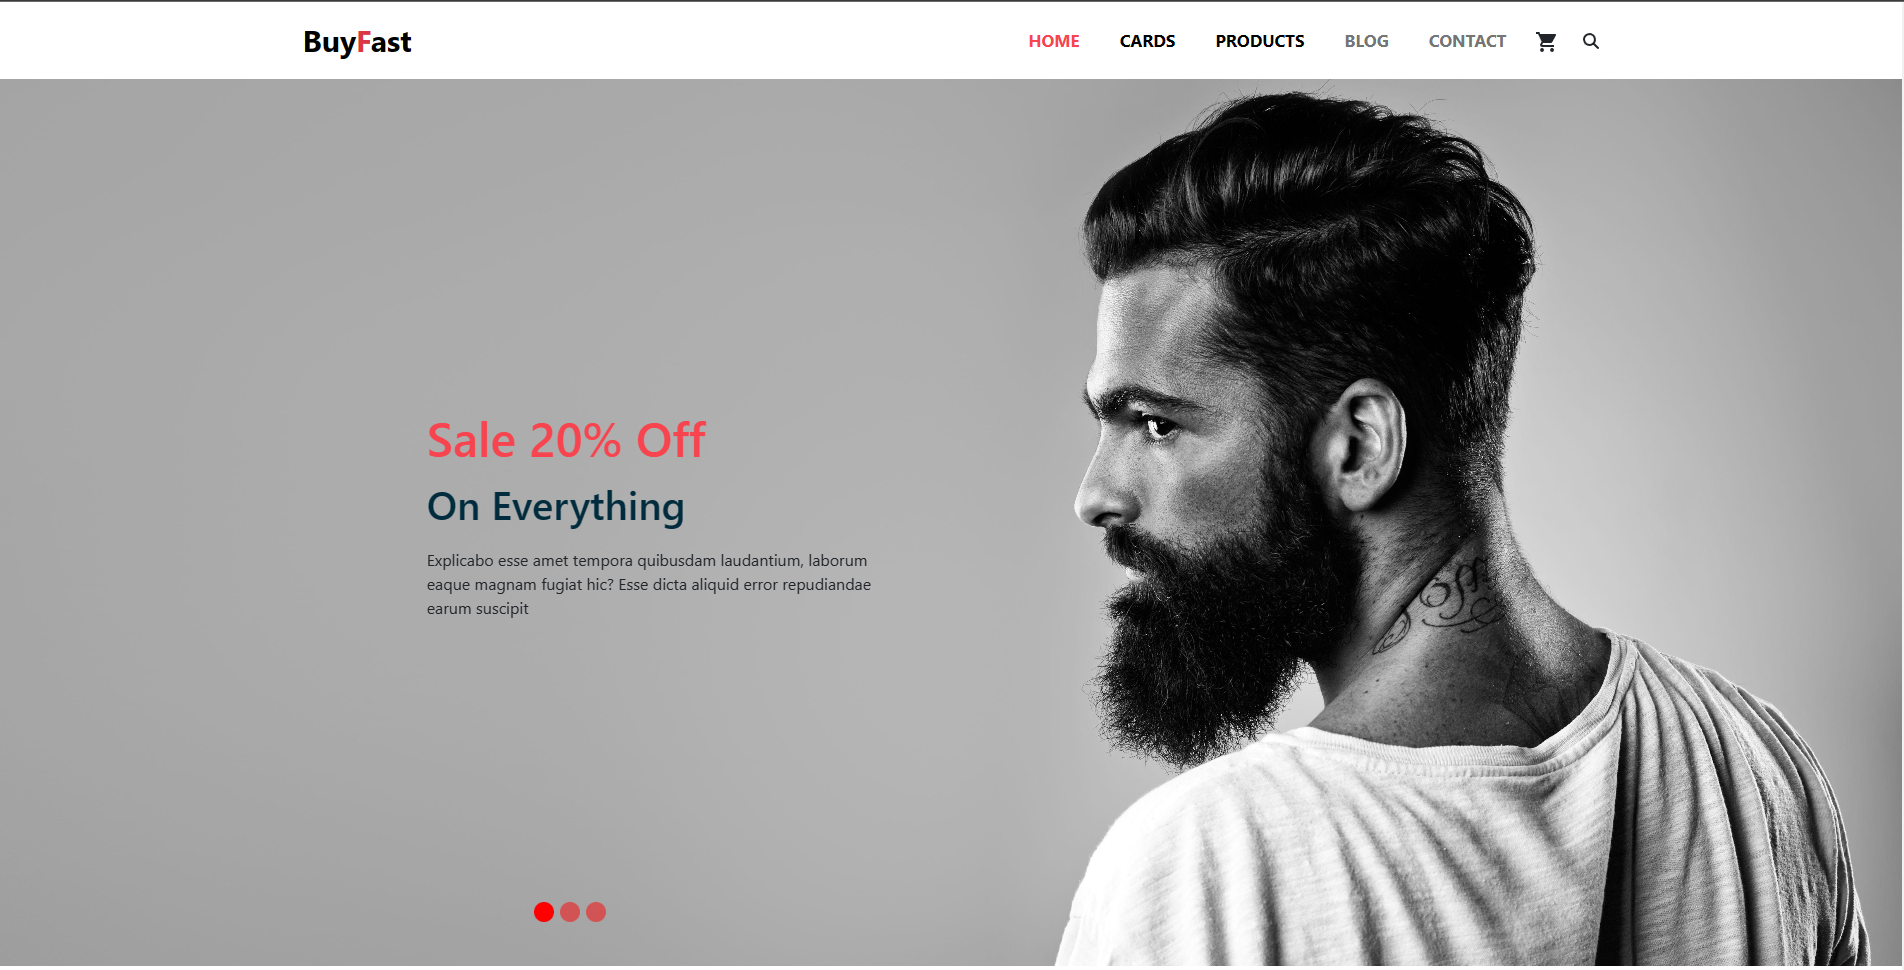 BuyFast
HOME CARDS PRODUCTS BLOG CONTACT
Sale 20% Off
On Everything
Explicabo esse amet tempora quibusdam laudantium, laborum
eaque magnam fugiat hic? Esse dicta aliquid error repudiandae
earum suscipit